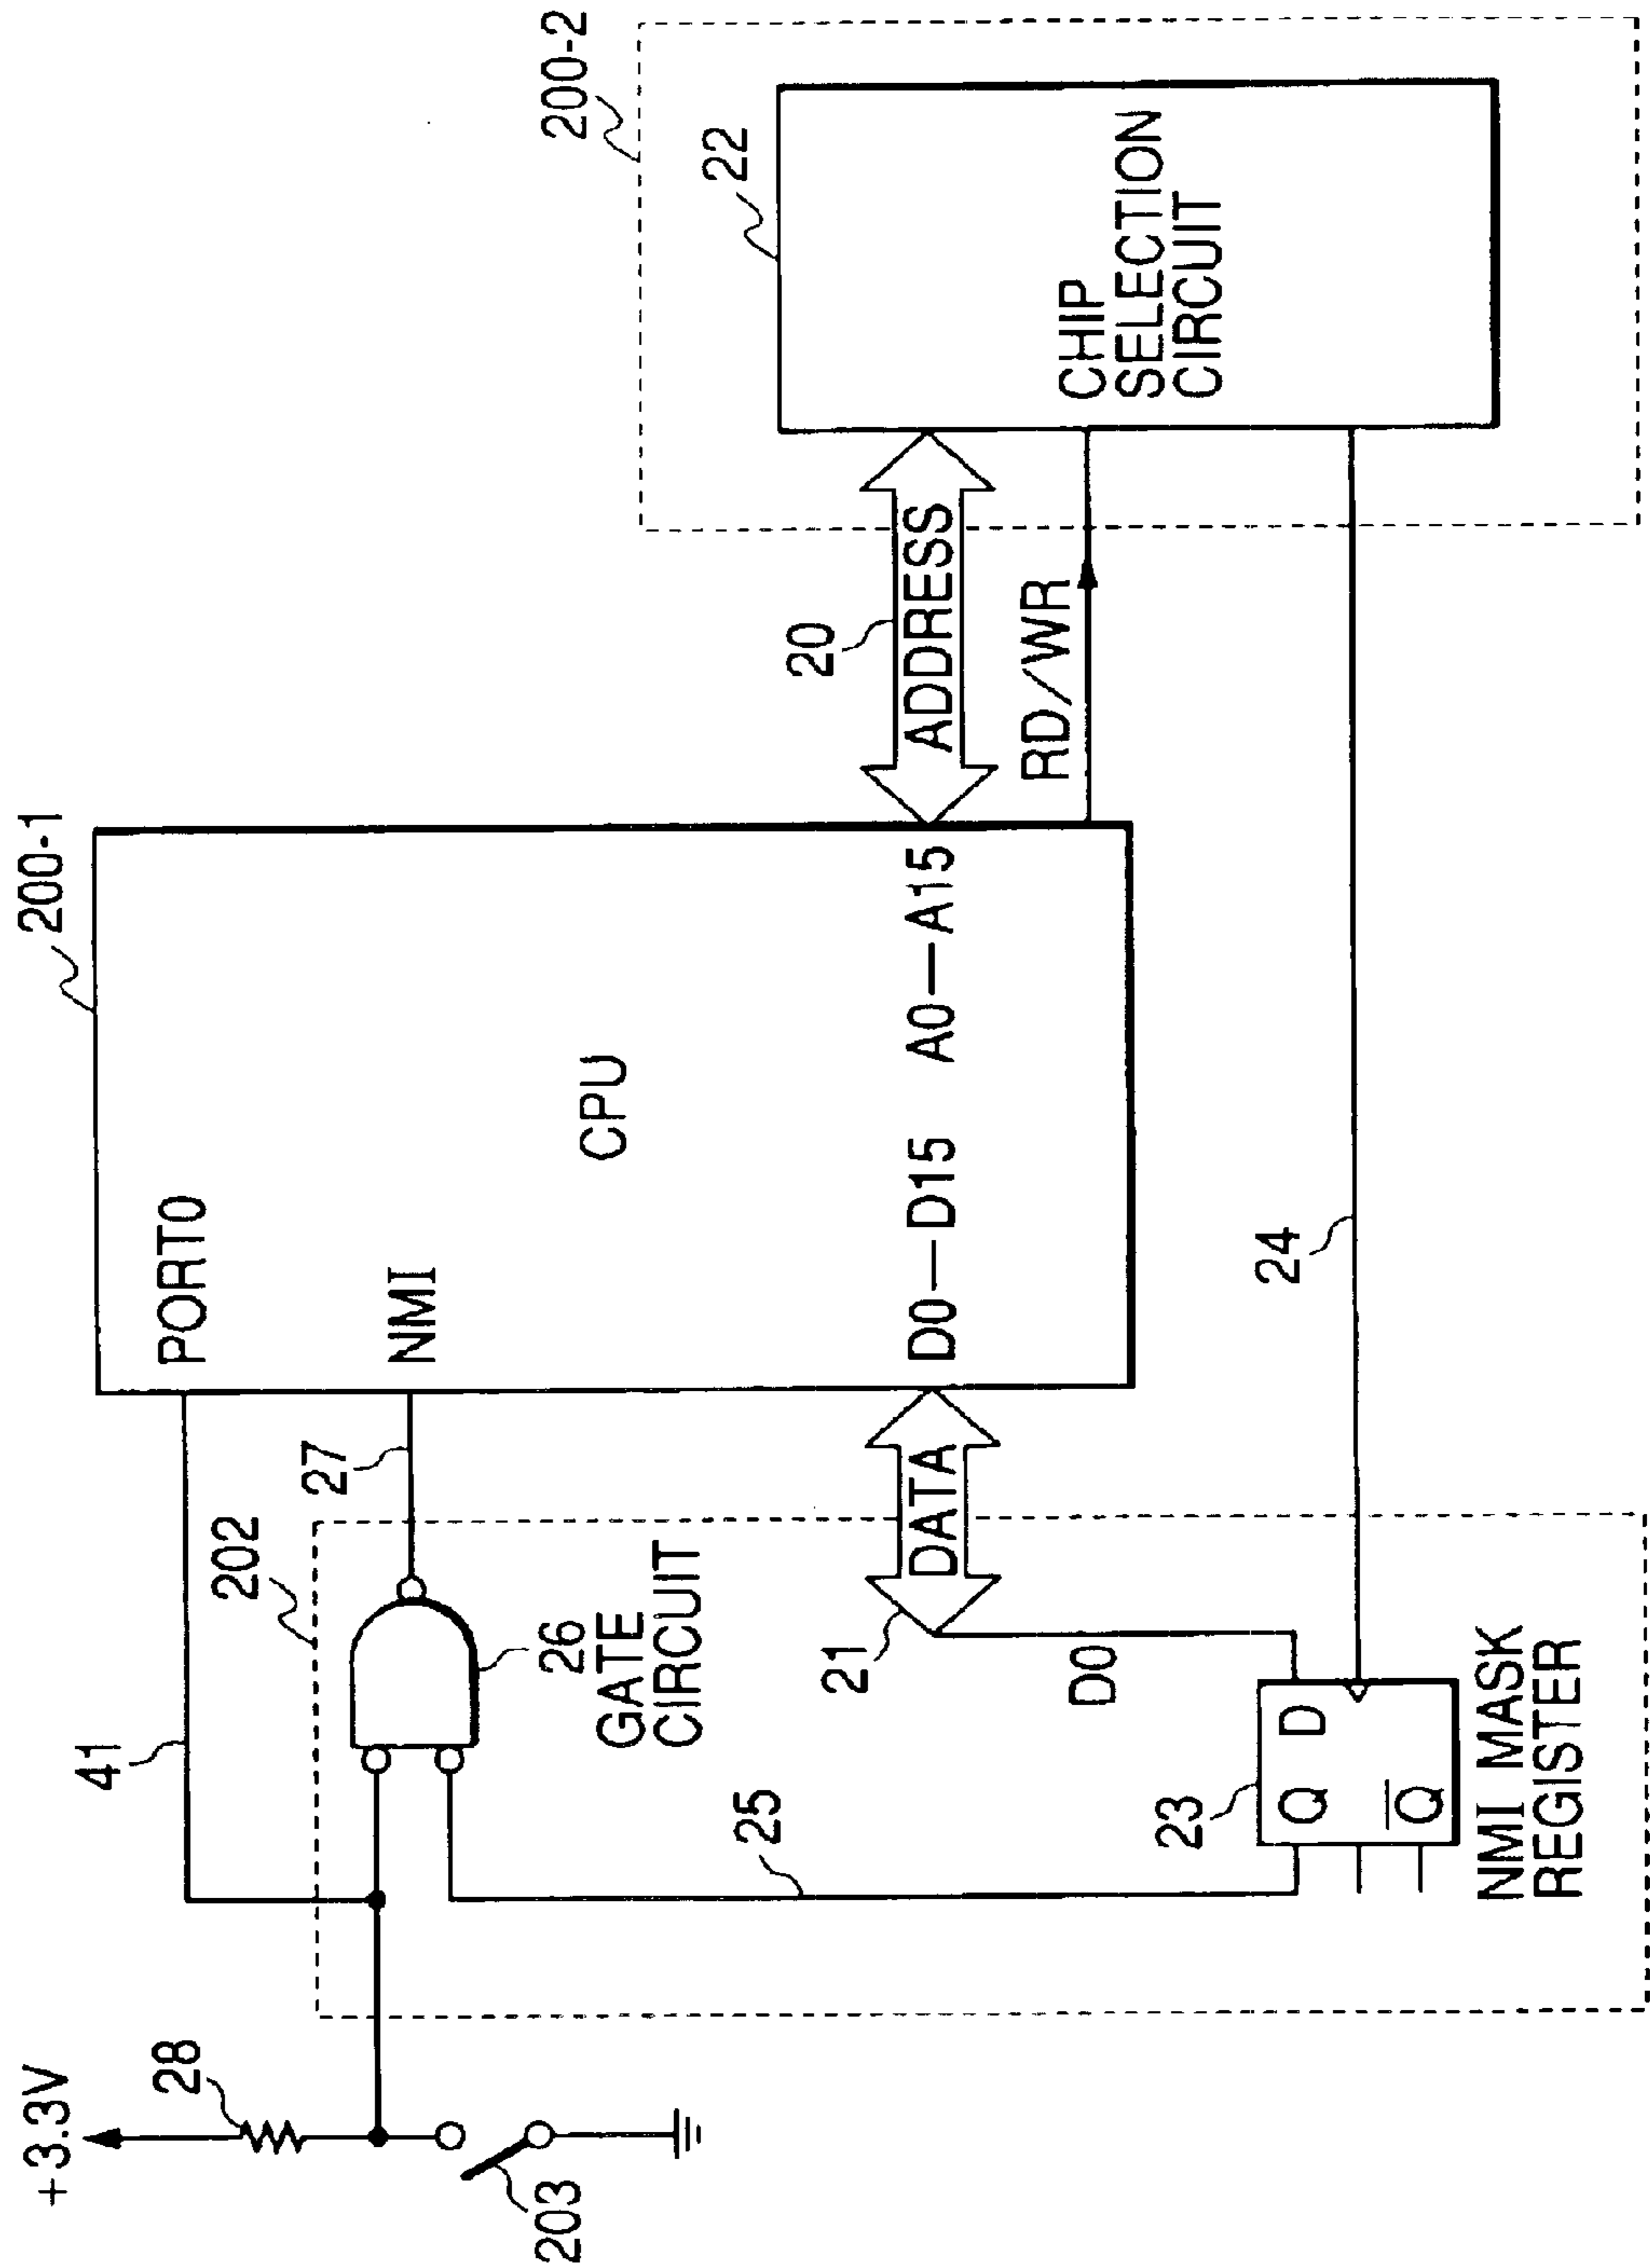 +3.3V
28
203
41
202
27
26
GATE
CIRCUIT
25
21
DATA
D0
23
Q
D
Q̅
NMI MASK
REGISTER
200-1
PORT0
NMI
CPU
D0—D15
A0—A15
24
20
ADDRESS
RD/WR
200-2
22
CHIP
SELECTION
CIRCUIT